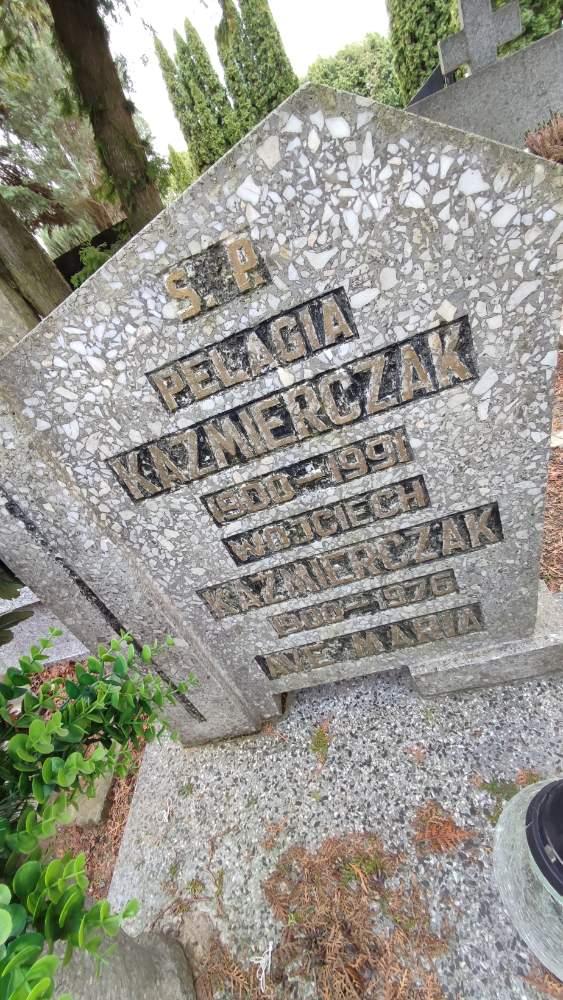 S. P.
PELAGIA
KAZMIERCZAK
1900-1991
WOJCIECH
KAZMIERCZAK
1900-1976
AVE MARIA